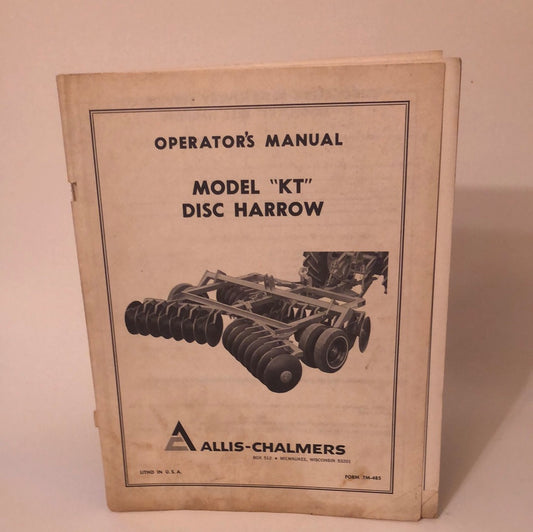 OPERATOR'S MANUAL
MODEL "KT"
DISC HARROW
ALLIS-CHALMERS
BOX 512 • MILWAUKEE, WISCONSIN 53201
LITHO IN U.S.A.
FORM TM-485